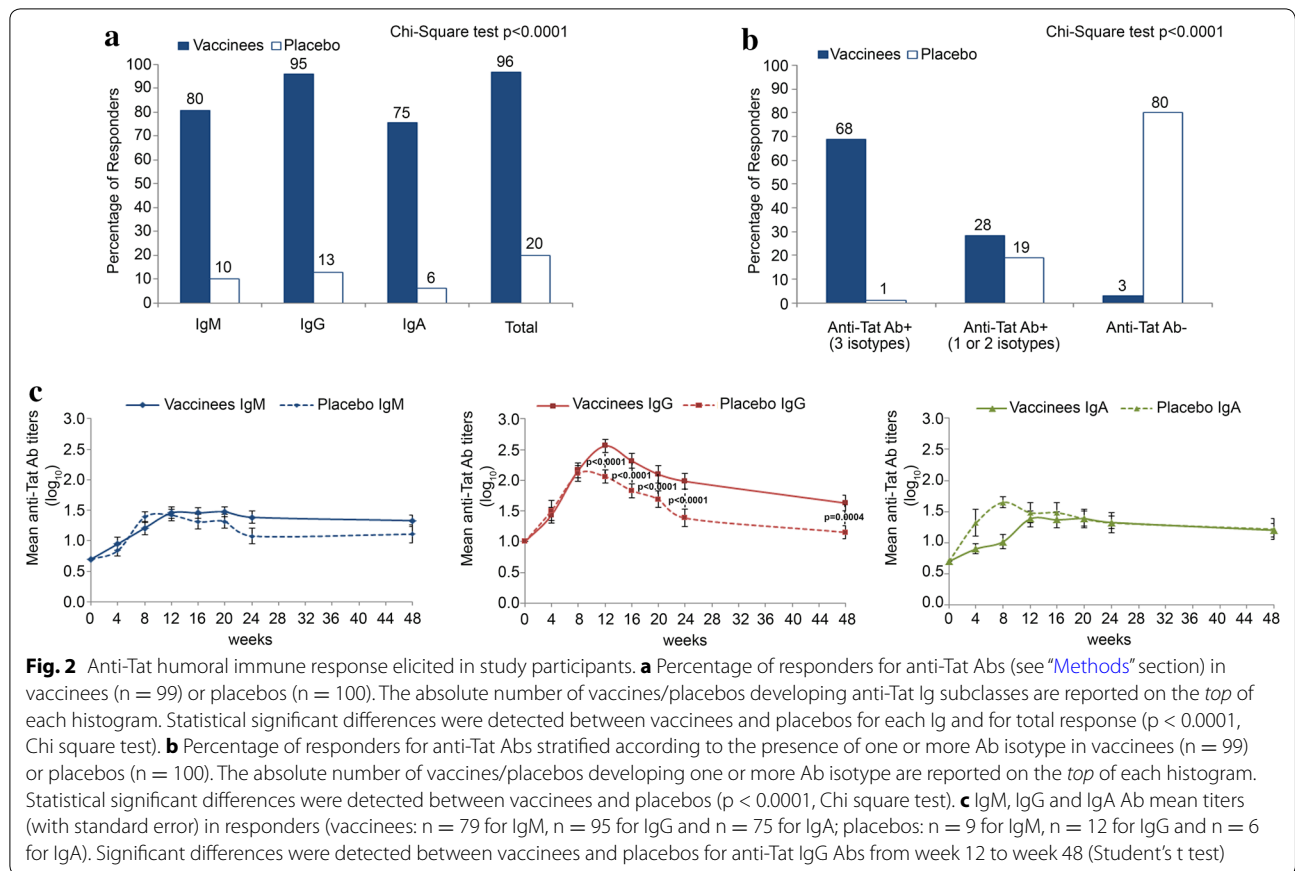 a
Chi-Square test p<0.0001
Vaccinees Placebo
Percentage of Responders
100
90
80
70
60
50
40
30
20
10
0
80
10
95
13
75
6
96
20
IgM IgG IgA Total
b
Chi-Square test p<0.0001
Vaccinees Placebo
Percentage of Responders
100
90
80
70
60
50
40
30
20
10
0
68
1
28
19
3
80
Anti-Tat Ab+
(3 isotypes)
Anti-Tat Ab+
(1 or 2 isotypes)
Anti-Tat Ab-
c
Vaccinees IgM Placebo IgM
Mean anti-Tat Ab titers
(log10)
3.0
2.5
2.0
1.5
1.0
0.5
0.0
0 4 8 12 16 20 24 28 32 36 40 44 48
weeks
Vaccinees IgG Placebo IgG
Mean anti-Tat Ab titers
(log10)
3.0
2.5
2.0
1.5
1.0
0.5
0.0
p<0.0001
p<0.0001
p<0.0001
p<0.0001
p=0.0004
0 4 8 12 16 20 24 28 32 36 40 44 48
weeks
Vaccinees IgA Placebo IgA
Mean anti-Tat Ab titers
(log10)
3.0
2.5
2.0
1.5
1.0
0.5
0.0
0 4 8 12 16 20 24 28 32 36 40 44 48
weeks
Fig. 2 Anti-Tat humoral immune response elicited in study participants. a Percentage of responders for anti-Tat Abs (see “Methods” section) in
vaccinees (n = 99) or placebos (n = 100). The absolute number of vaccines/placebos developing anti-Tat Ig subclasses are reported on the top of
each histogram. Statistical significant differences were detected between vaccinees and placebos for each Ig and for total response (p < 0.0001,
Chi square test). b Percentage of responders for anti-Tat Abs stratified according to the presence of one or more Ab isotype in vaccinees (n = 99)
or placebos (n = 100). The absolute number of vaccines/placebos developing one or more Ab isotype are reported on the top of each histogram.
Statistical significant differences were detected between vaccinees and placebos (p < 0.0001, Chi square test). c IgM, IgG and IgA Ab mean titers
(with standard error) in responders (vaccinees: n = 79 for IgM, n = 95 for IgG and n = 75 for IgA; placebos: n = 9 for IgM, n = 12 for IgG and n = 6
for IgA). Significant differences were detected between vaccinees and placebos for anti-Tat IgG Abs from week 12 to week 48 (Student’s t test)